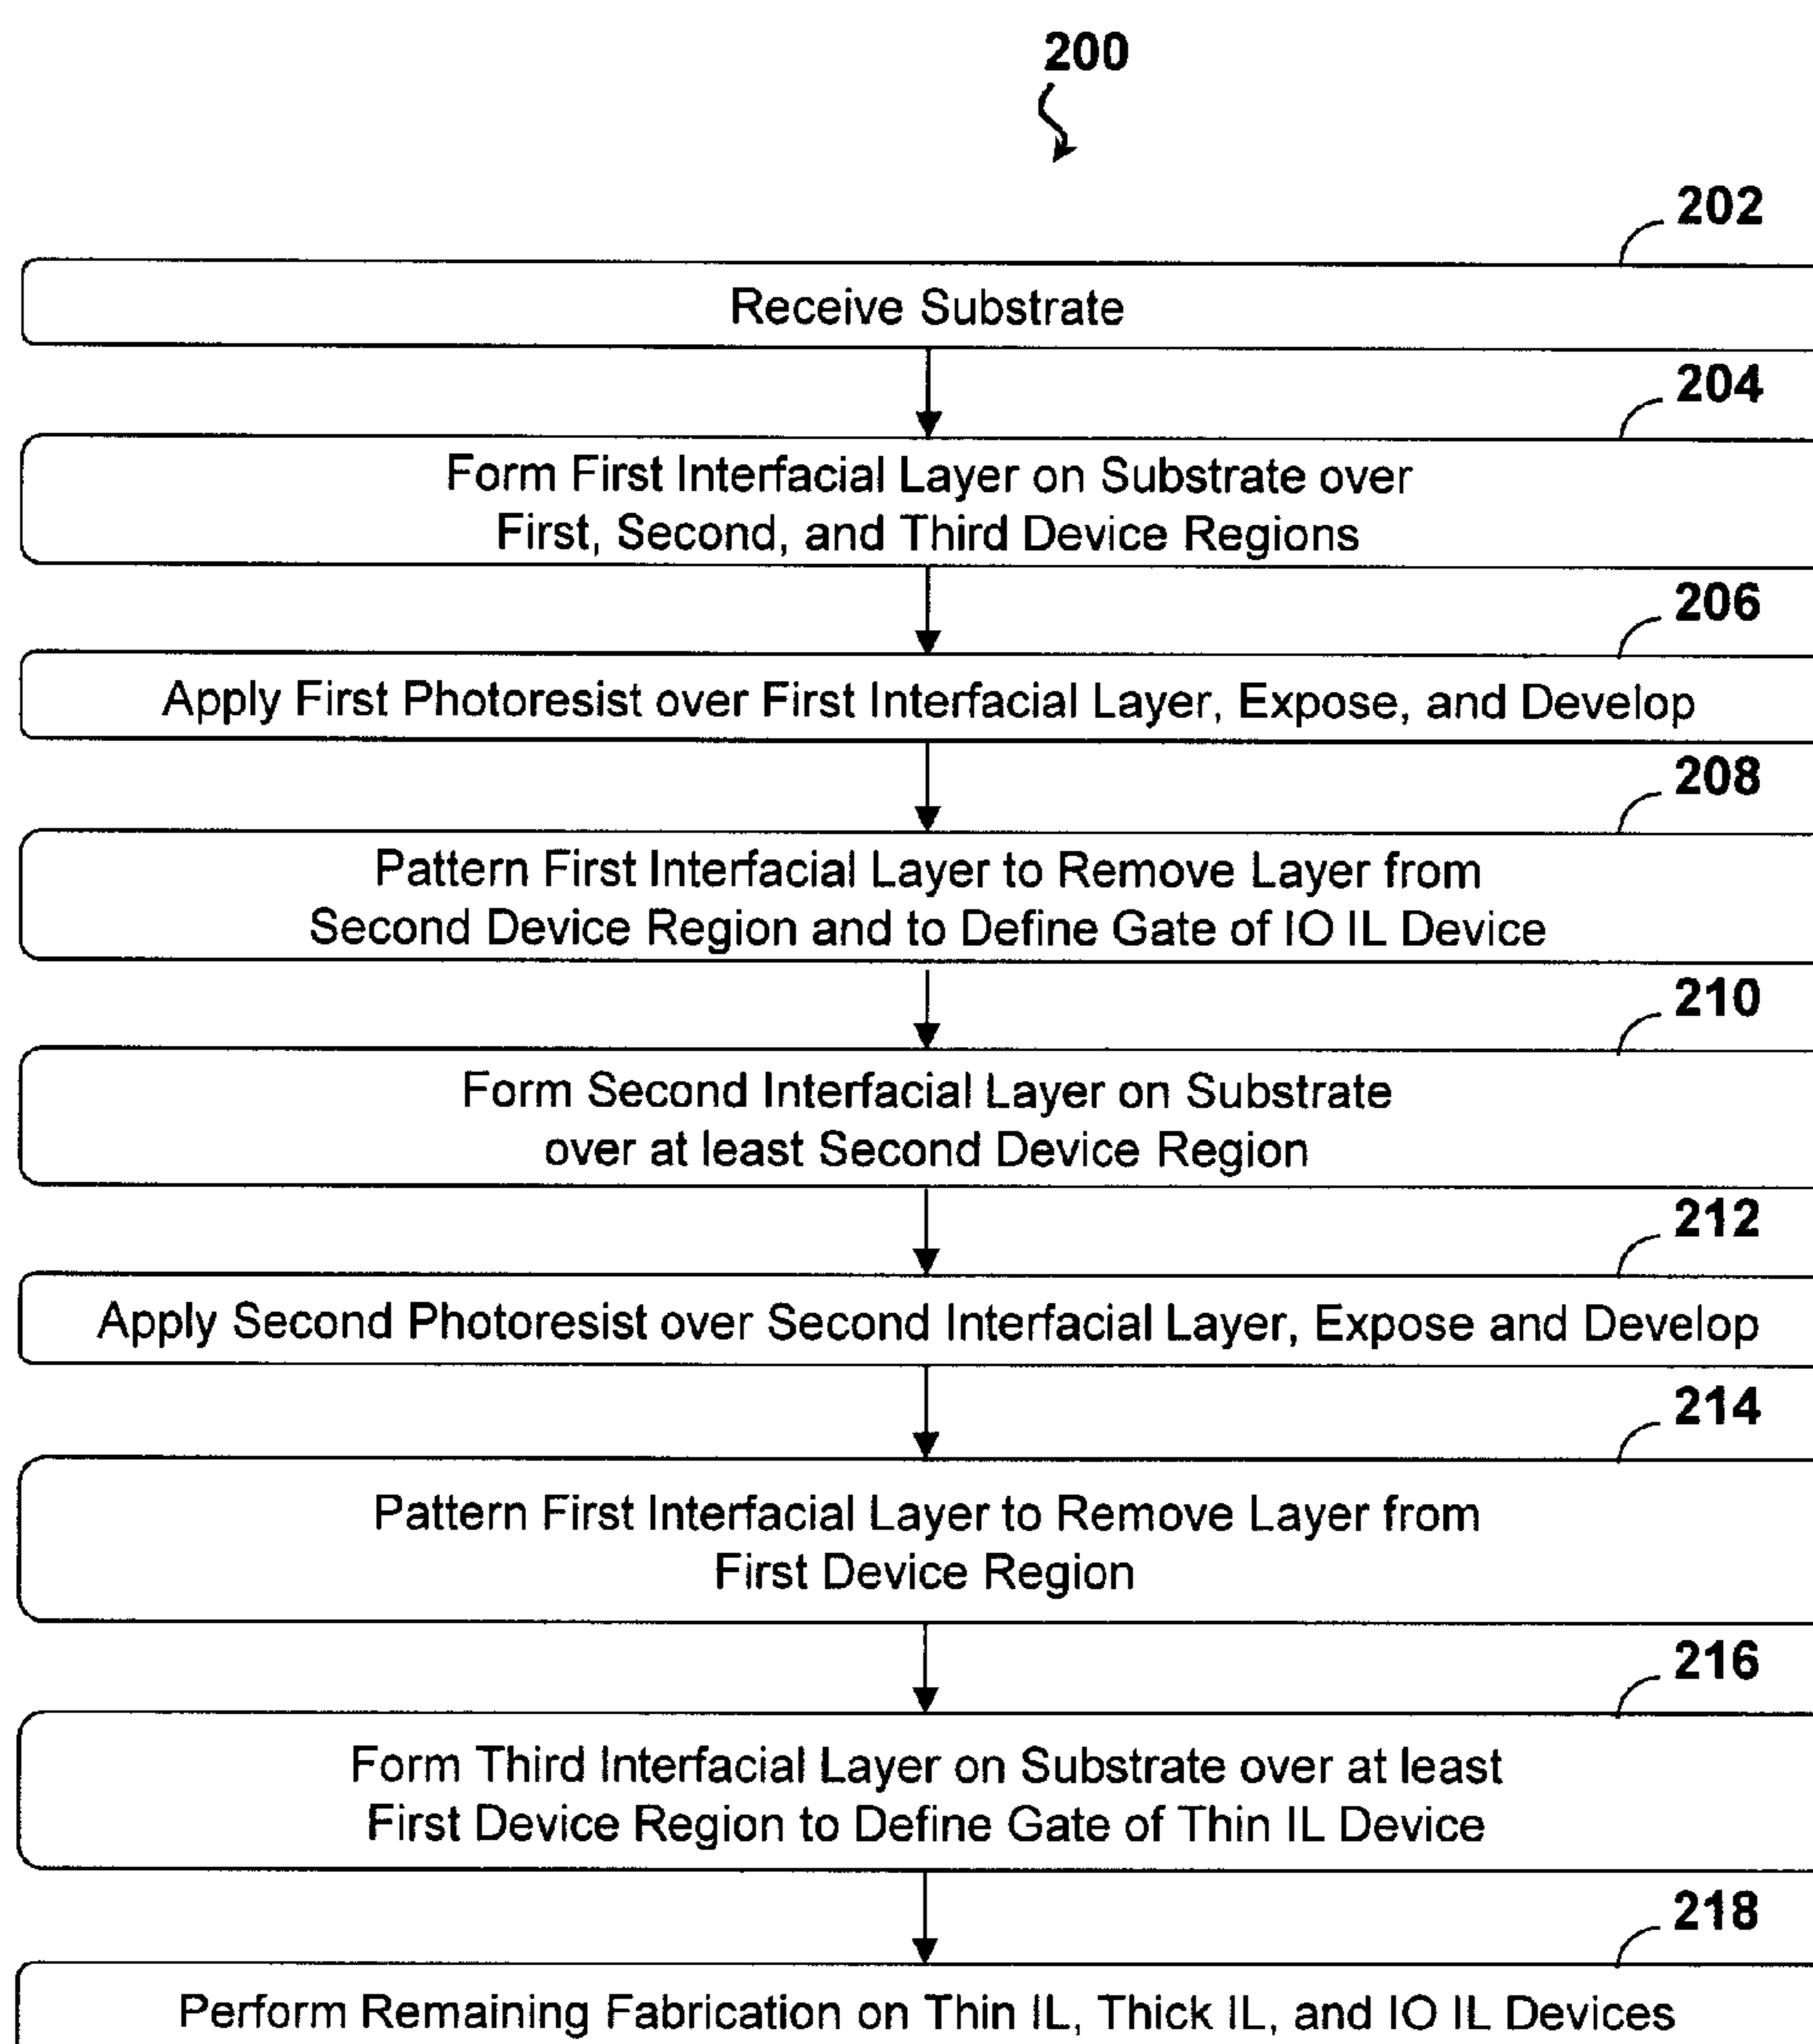 200
202
Receive Substrate
204
Form First Interfacial Layer on Substrate over
First, Second, and Third Device Regions
206
Apply First Photoresist over First Interfacial Layer, Expose, and Develop
208
Pattern First Interfacial Layer to Remove Layer from
Second Device Region and to Define Gate of IO IL Device
210
Form Second Interfacial Layer on Substrate
over at least Second Device Region
212
Apply Second Photoresist over Second Interfacial Layer, Expose and Develop
214
Pattern First Interfacial Layer to Remove Layer from
First Device Region
216
Form Third Interfacial Layer on Substrate over at least
First Device Region to Define Gate of Thin IL Device
218
Perform Remaining Fabrication on Thin IL, Thick IL, and IO IL Devices